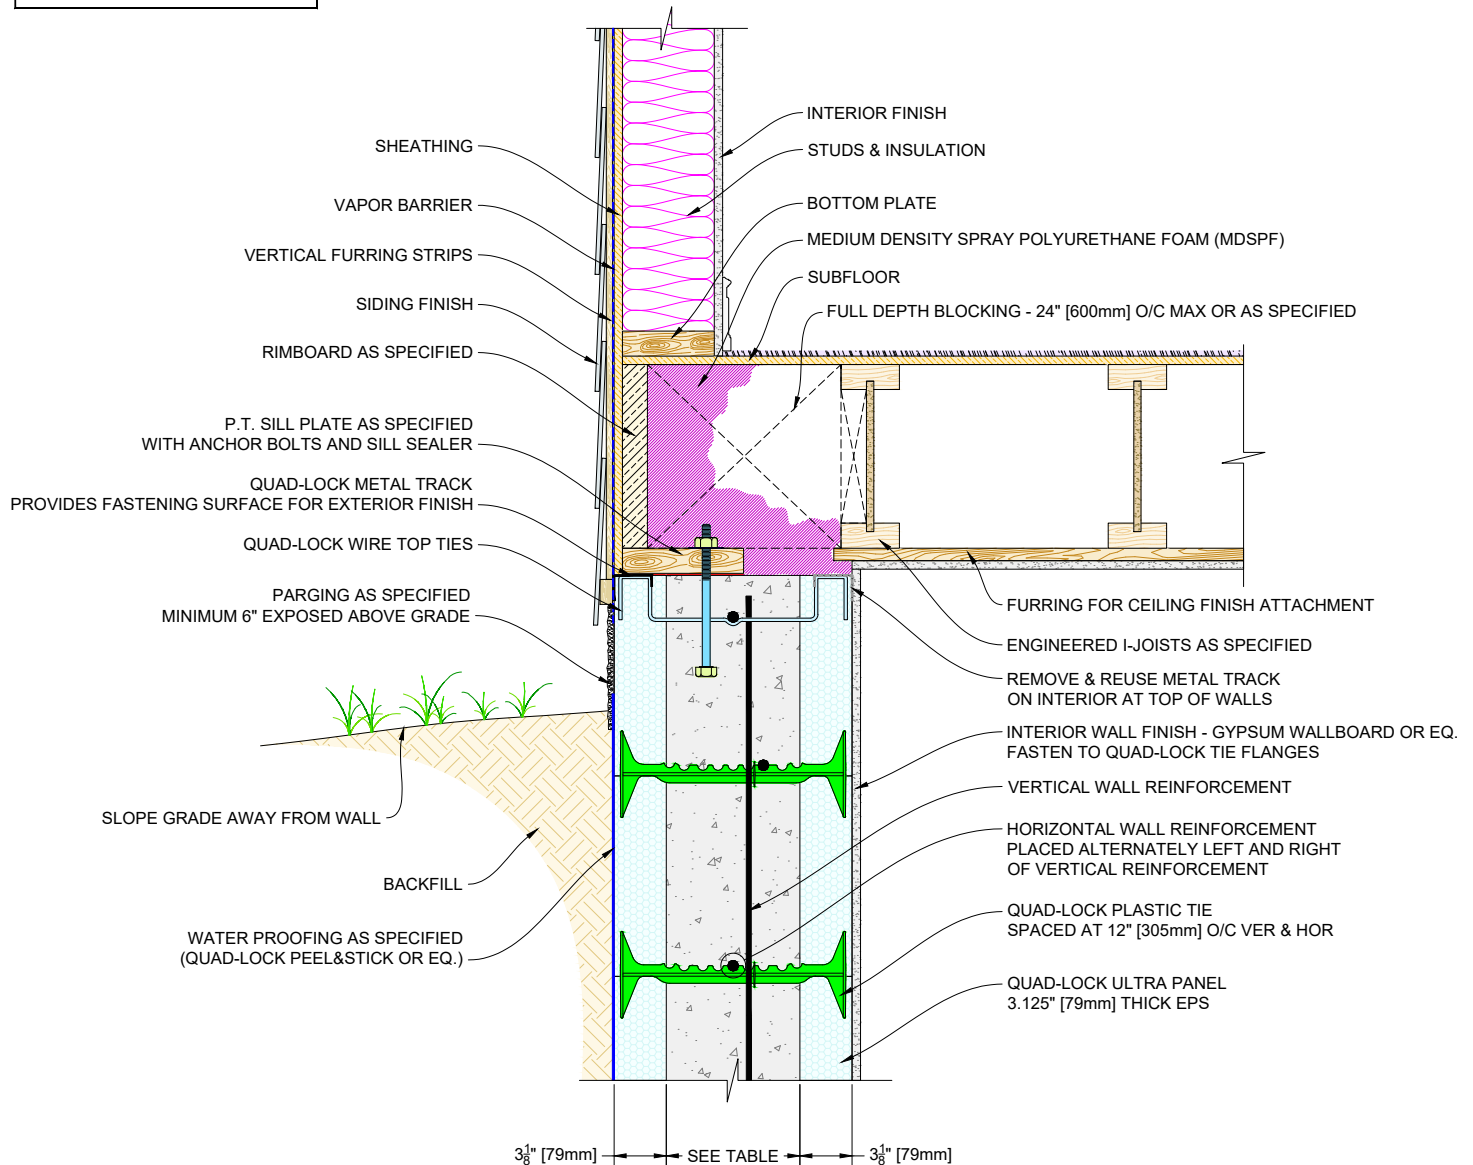 SHEATHING
VAPOR BARRIER
VERTICAL FURRING STRIPS
SIDING FINISH
RIMBOARD AS SPECIFIED
P.T. SILL PLATE AS SPECIFIED
WITH ANCHOR BOLTS AND SILL SEALER
QUAD-LOCK METAL TRACK
PROVIDES FASTENING SURFACE FOR EXTERIOR FINISH
QUAD-LOCK WIRE TOP TIES
PARGING AS SPECIFIED
MINIMUM 6" EXPOSED ABOVE GRADE
SLOPE GRADE AWAY FROM WALL
BACKFILL
WATER PROOFING AS SPECIFIED
(QUAD-LOCK PEEL&STICK OR EQ.)
INTERIOR FINISH
STUDS & INSULATION
BOTTOM PLATE
MEDIUM DENSITY SPRAY POLYURETHANE FOAM (MDSPF)
SUBFLOOR
FULL DEPTH BLOCKING - 24" [600mm] O/C MAX OR AS SPECIFIED
FURRING FOR CEILING FINISH ATTACHMENT
ENGINEERED I-JOISTS AS SPECIFIED
REMOVE & REUSE METAL TRACK
ON INTERIOR AT TOP OF WALLS
INTERIOR WALL FINISH - GYPSUM WALLBOARD OR EQ.
FASTEN TO QUAD-LOCK TIE FLANGES
VERTICAL WALL REINFORCEMENT
HORIZONTAL WALL REINFORCEMENT
PLACED ALTERNATELY LEFT AND RIGHT
OF VERTICAL REINFORCEMENT
QUAD-LOCK PLASTIC TIE
SPACED AT 12" [305mm] O/C VER & HOR
QUAD-LOCK ULTRA PANEL
3.125" [79mm] THICK EPS
3⅛" [79mm] SEE TABLE 3⅛" [79mm]